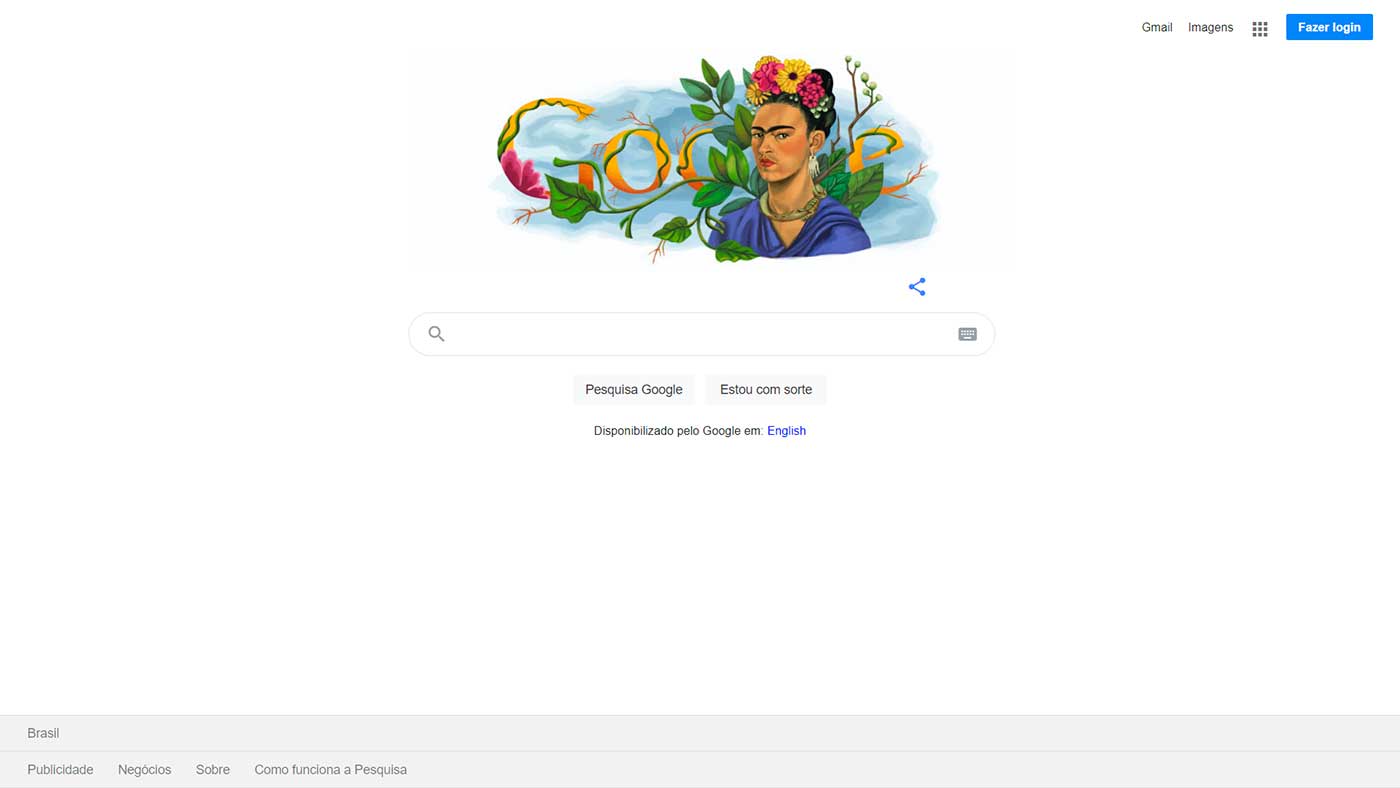 Gmail Imagens Fazer login
Google
Pesquisa Google Estou com sorte
Disponibilizado pelo Google em: English
Brasil
Publicidade Negócios Sobre Como funciona a Pesquisa